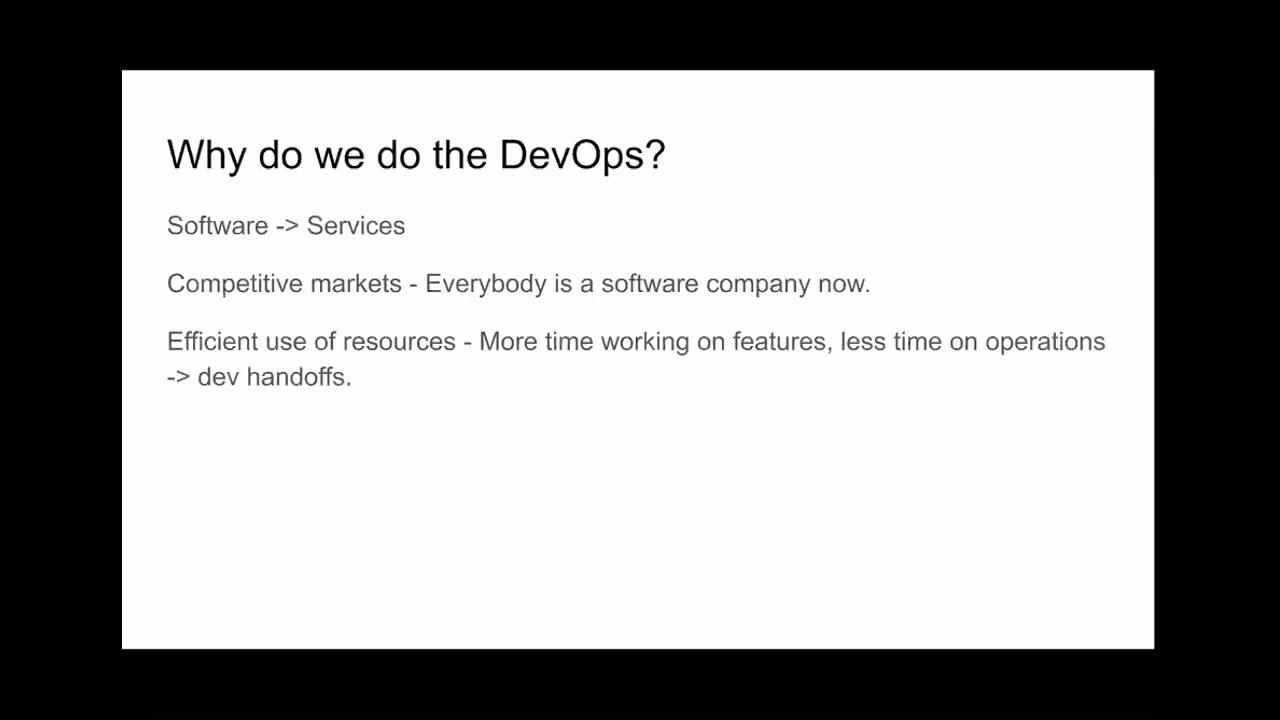 Why do we do the DevOps?
Software -> Services
Competitive markets - Everybody is a software company now.
Efficient use of resources - More time working on features, less time on operations
-> dev handoffs.